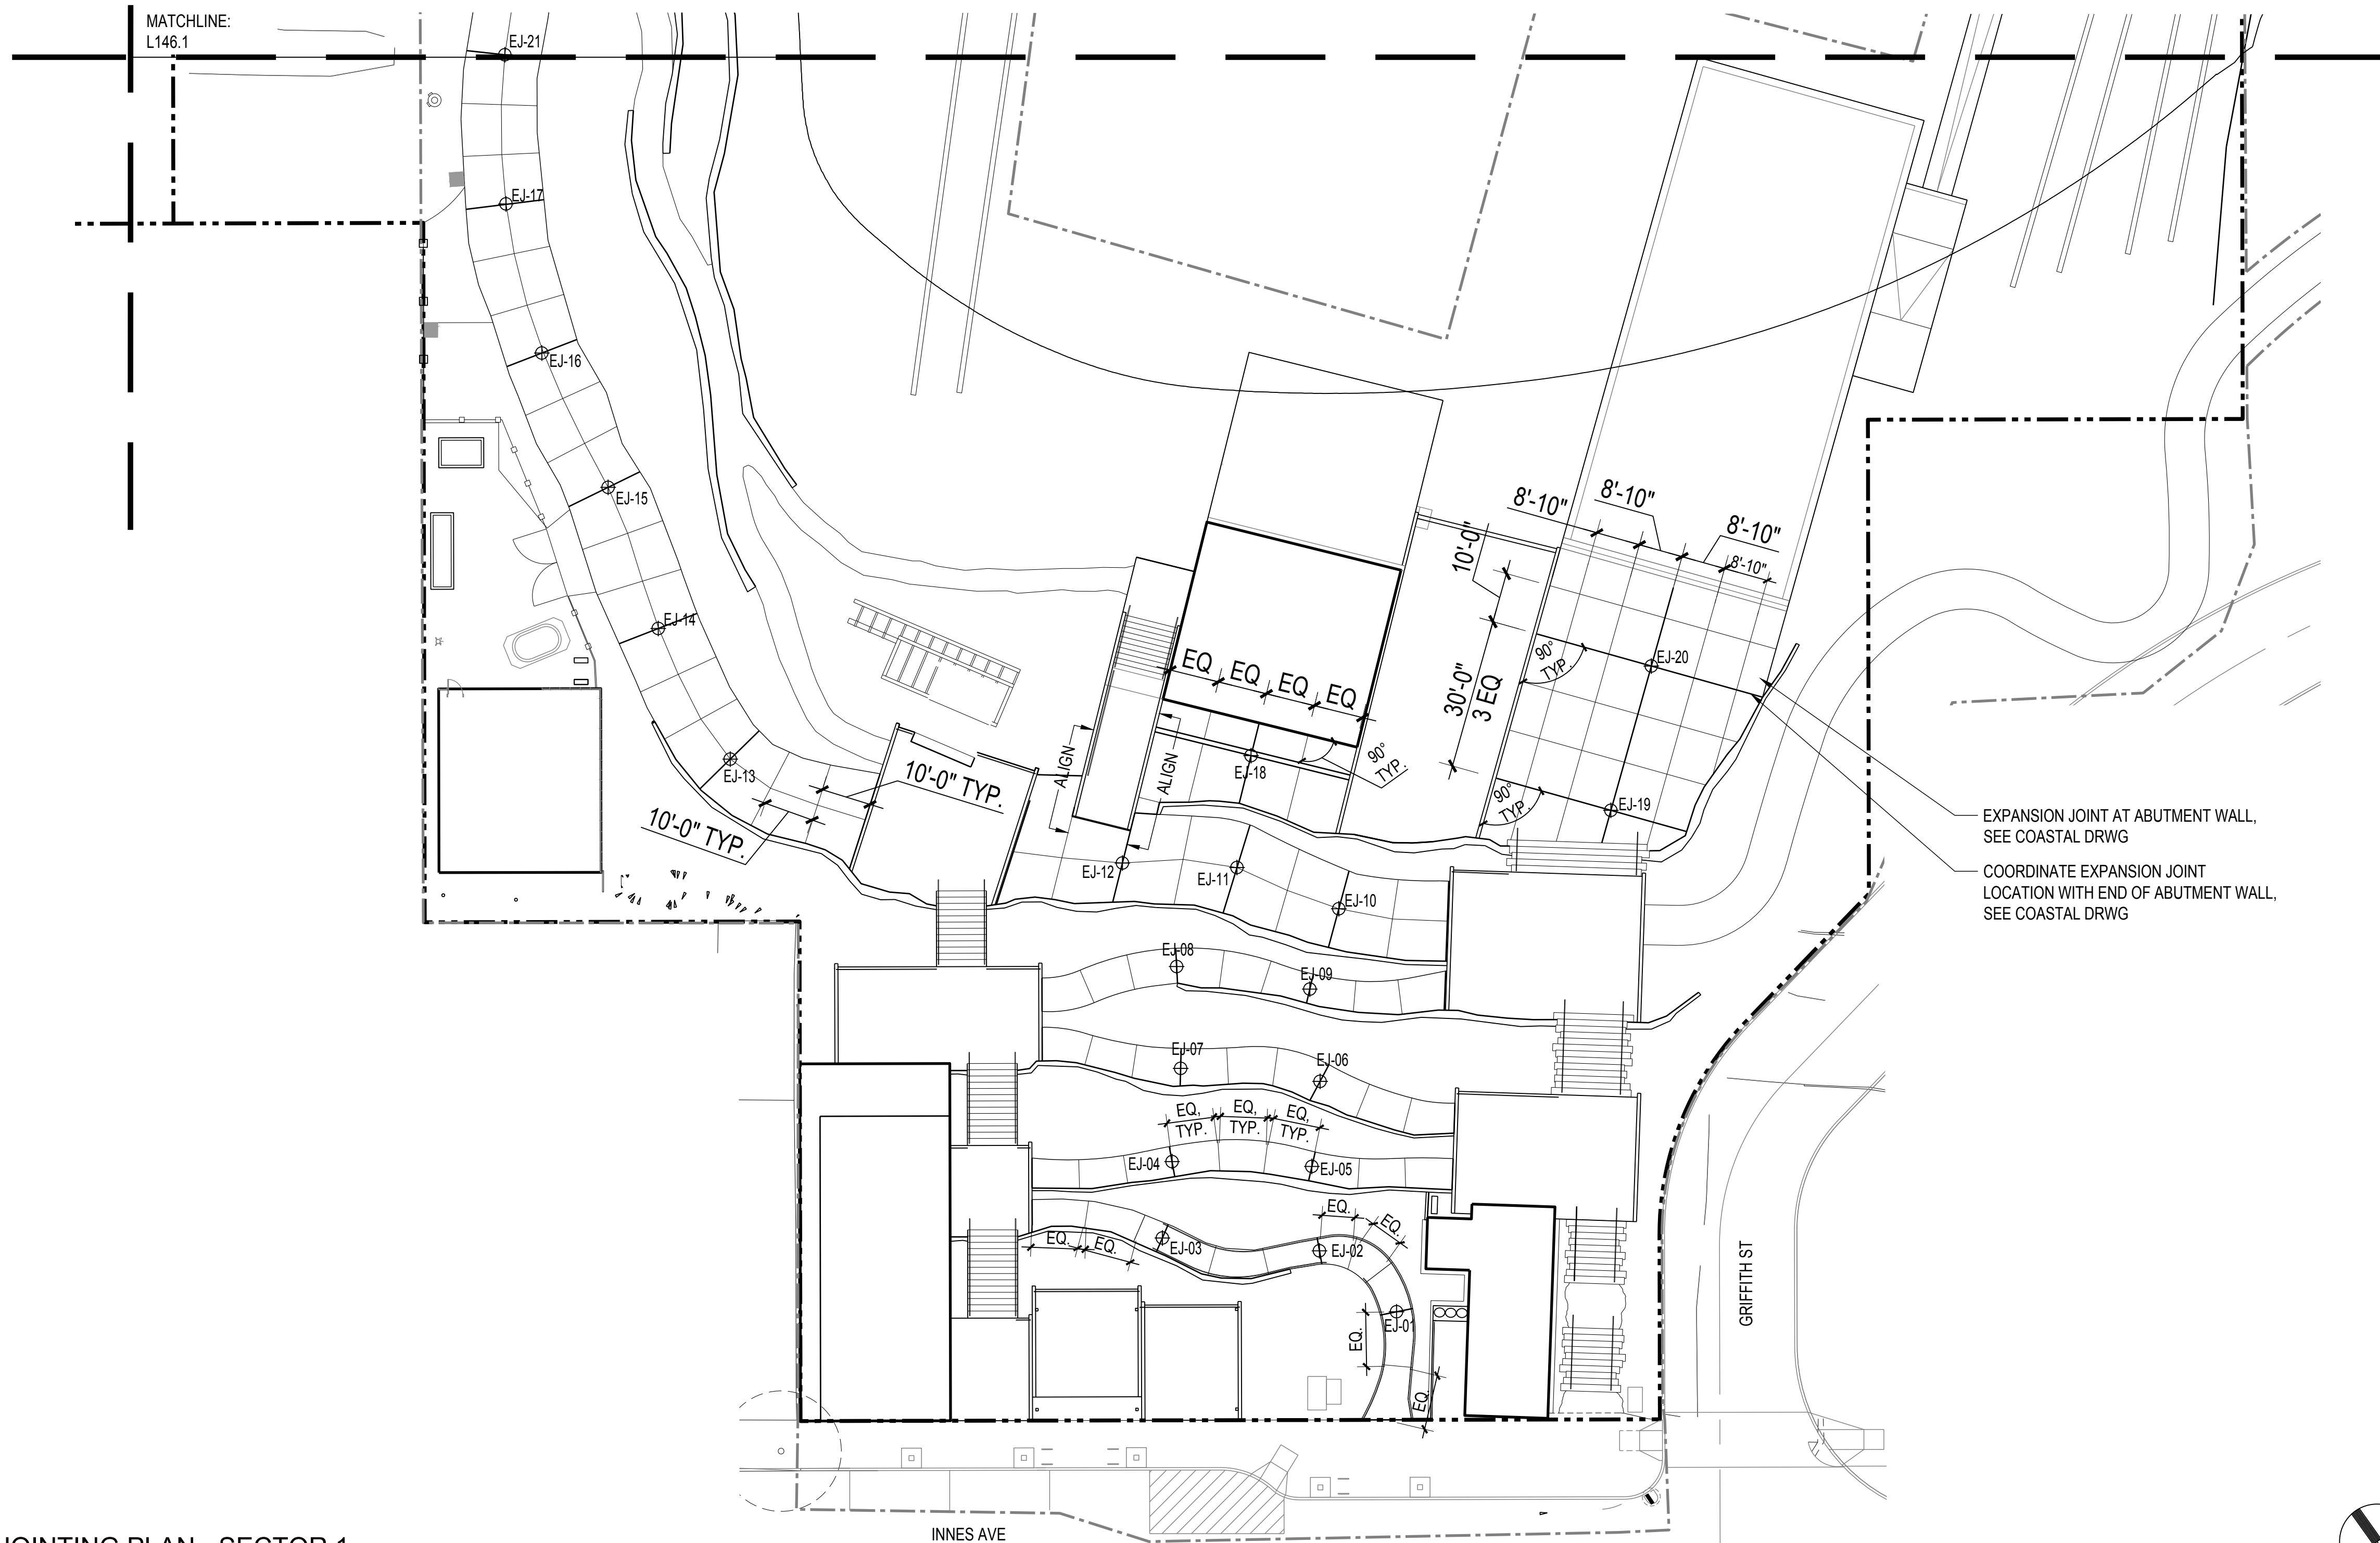 MATCHLINE:
L146.1
EJ-21
EJ-17
EJ-16
EJ-15
EJ-14
EJ-13
10'-0" TYP.
10'-0" TYP.
ALIGN
ALIGN
EQ
EQ
EQ
EQ
EJ-18
90°
TYP.
10'-0"
30'-0"
3 EQ
8'-10"
8'-10"
8'-10"
8'-10"
90°
TYP.
EJ-20
90°
TYP.
EJ-19
EXPANSION JOINT AT ABUTMENT WALL,
SEE COASTAL DRWG
COORDINATE EXPANSION JOINT
LOCATION WITH END OF ABUTMENT WALL,
SEE COASTAL DRWG
EJ-12
EJ-11
EJ-10
EJ-08
EJ-09
EJ-07
EJ-06
EQ,
TYP.
EQ,
TYP.
EQ,
TYP.
EJ-04
EJ-05
EQ.
EQ.
EJ-03
EQ.
EQ.
EJ-02
EJ-01
EQ.
EQ.
GRIFFITH ST
INNES AVE
JOINTING PLAN - SECTOR 1